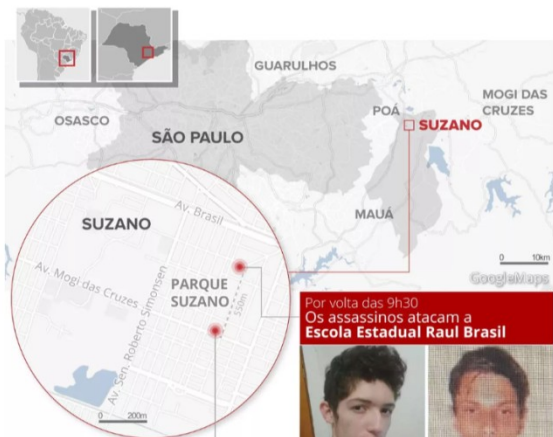 GUARULHOS
MOGI DAS
CRUZES
POÁ
OSASCO
SÃO PAULO
SUZANO
MAUÁ
SUZANO
Av. Brasil
Av. Mogi das Cruzes
PARQUE
SUZANO
550m
Av. Sen. Roberto Simonsen
0 200m
0 10km
GoogleMaps
Por volta das 9h30
Os assassinos atacam a
Escola Estadual Raul Brasil